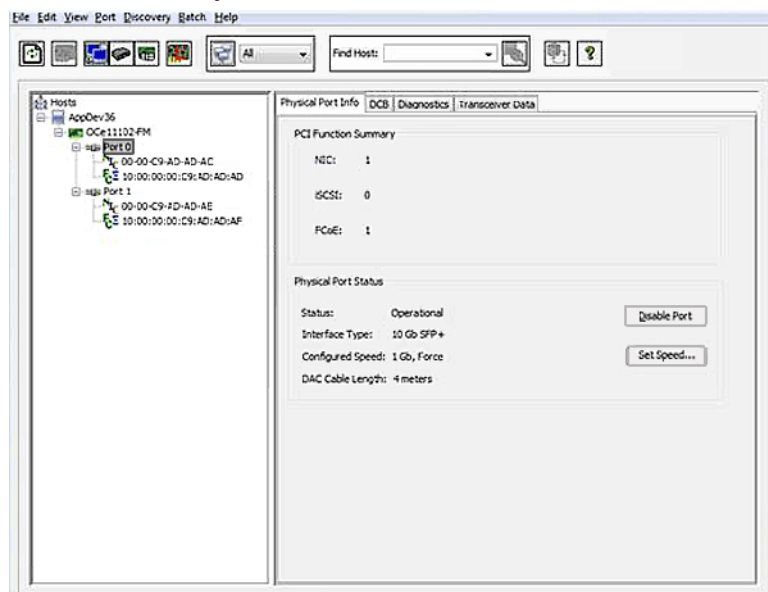 File Edit View Port Discovery Batch Help
All
Find Host:
Hosts
AppDev36
OCe11102-FM
Port 0
00-00-C9-AD-AD-AC
10:00:00:00:C9:AD:AD:AD
Port 1
00-00-C9-AD-AD-AE
10:00:00:00:C9:AD:AD:AF
Physical Port Info DCB Diagnostics Transceiver Data
PCI Function Summary
NIC: 1
iSCSI: 0
FCoE: 1
Physical Port Status
Status: Operational
Disable Port
Interface Type: 10 Gb SFP+
Configured Speed: 1 Gb, Force
Set Speed...
DAC Cable Length: 4 meters